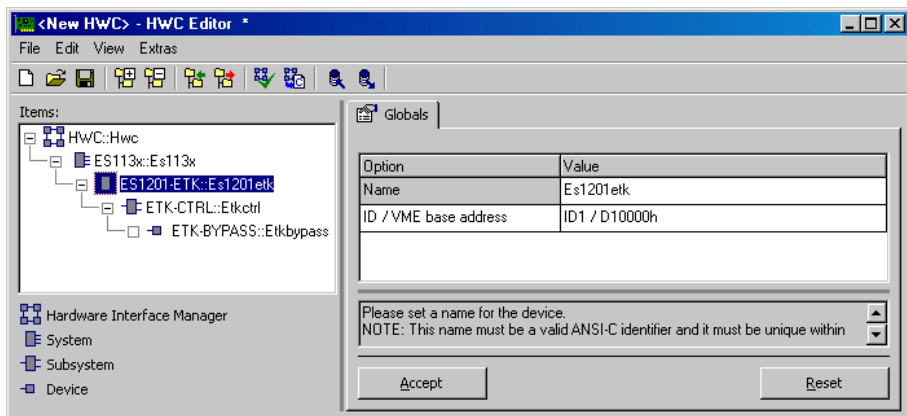 <New HWC> - HWC Editor *
File Edit View Extras
Items:
HWC::Hwc
ES113x::Es113x
ES1201-ETK::Es1201etk
ETK-CTRL::Etkctrl
ETK-BYPASS::Etkbypass
Hardware Interface Manager
System
Subsystem
Device
Globals
Option Value
Name Es1201etk
ID / VME base address ID1 / D10000h
Please set a name for the device.
NOTE: This name must be a valid ANSI-C identifier and it must be unique within
Accept Reset